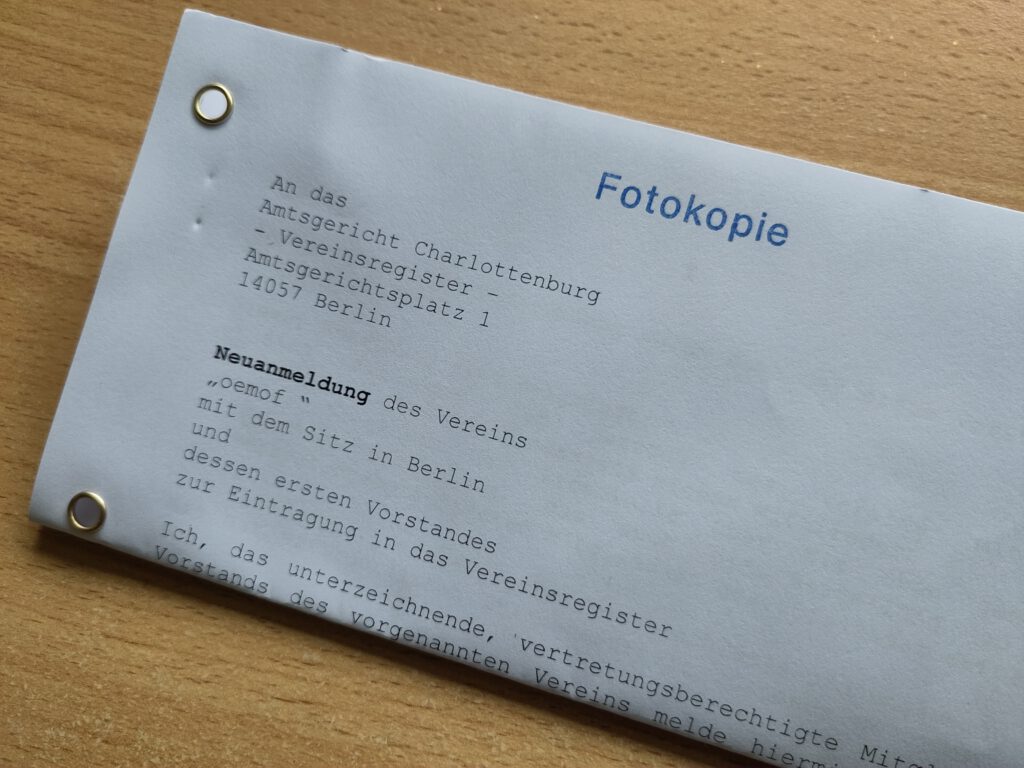 Fotokopie
An das
Amtsgericht Charlottenburg
- Vereinsregister -
Amtsgerichtsplatz 1
14057 Berlin
Neuanmeldung des Vereins
„oemof “
mit dem Sitz in Berlin
und
dessen ersten Vorstandes
zur Eintragung in das Vereinsregister
Ich, das unterzeichnende, vertretungsberechtigte
Vorstands des vorgenannten Vereins melde